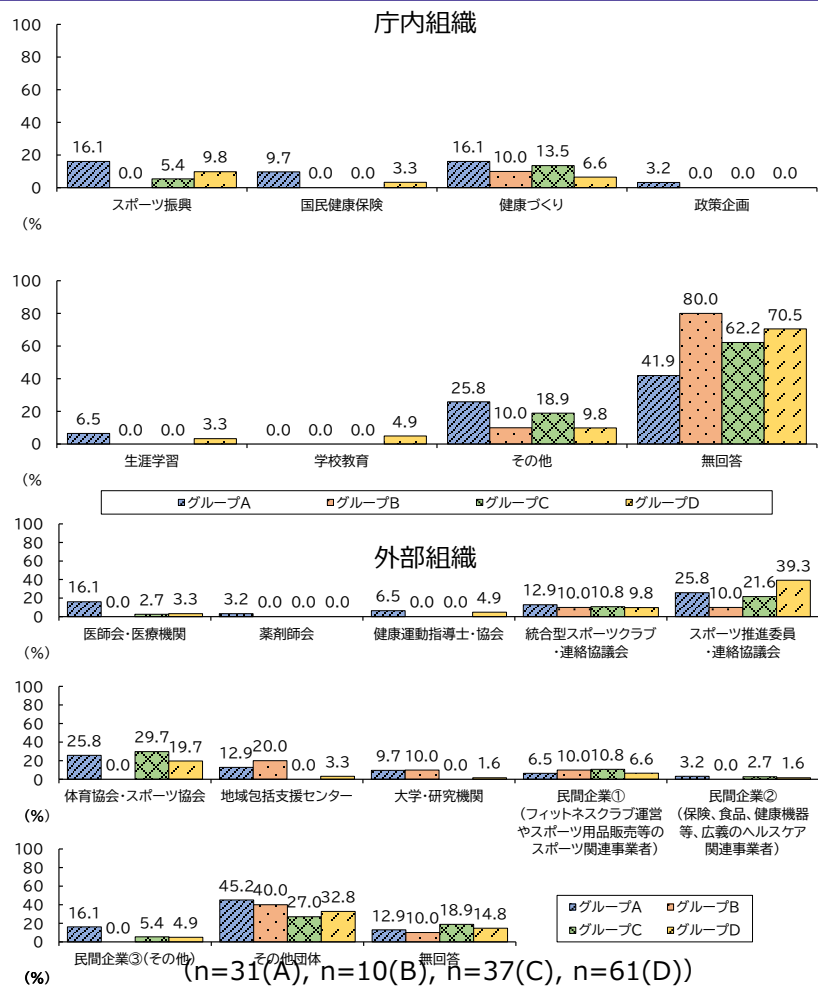 庁内組織
100
80
60
40
20
0
16.1 0.0 5.4 9.8
9.7 0.0 0.0 3.3
16.1 10.0 13.5 6.6
3.2 0.0 0.0 0.0
スポーツ振興 国民健康保険 健康づくり 政策企画
(%
100
80
60
40
20
0
6.5 0.0 0.0 3.3
0.0 0.0 0.0 4.9
25.8 10.0 18.9 9.8
41.9 80.0 62.2 70.5
生涯学習 学校教育 その他 無回答
(%
グループA グループB グループC グループD
外部組織
100
80
60
40
20
0
16.1 0.0 2.7 3.3
3.2 0.0 0.0 0.0
6.5 0.0 0.0 4.9
12.9 10.0 10.8 9.8
25.8 10.0 21.6 39.3
医師会・医療機関
薬剤師会
健康運動指導士・協会
統合型スポーツクラブ
・連絡協議会
スポーツ推進委員
・連絡協議会
(%)
100
80
60
40
20
0
25.8 0.0 29.7 19.7
12.9 20.0 0.0 3.3
9.7 10.0 0.0 1.6
6.5 10.0 10.8 6.6
3.2 0.0 2.7 1.6
体育協会・スポーツ協会
地域包括支援センター
大学・研究機関
民間企業①
(フィットネスクラブ運営
やスポーツ用品販売等の
スポーツ関連事業者)
民間企業②
(保険、食品、健康機器
等、広義のヘルスケア
関連事業者)
(%)
100
80
60
40
20
0
16.1 0.0 5.4 4.9
45.2 40.0 27.0 32.8
12.9 10.0 18.9 14.8
民間企業③(その他) その他団体 無回答
(%)
グループA グループB
グループC グループD
(n=31(A), n=10(B), n=37(C), n=61(D))